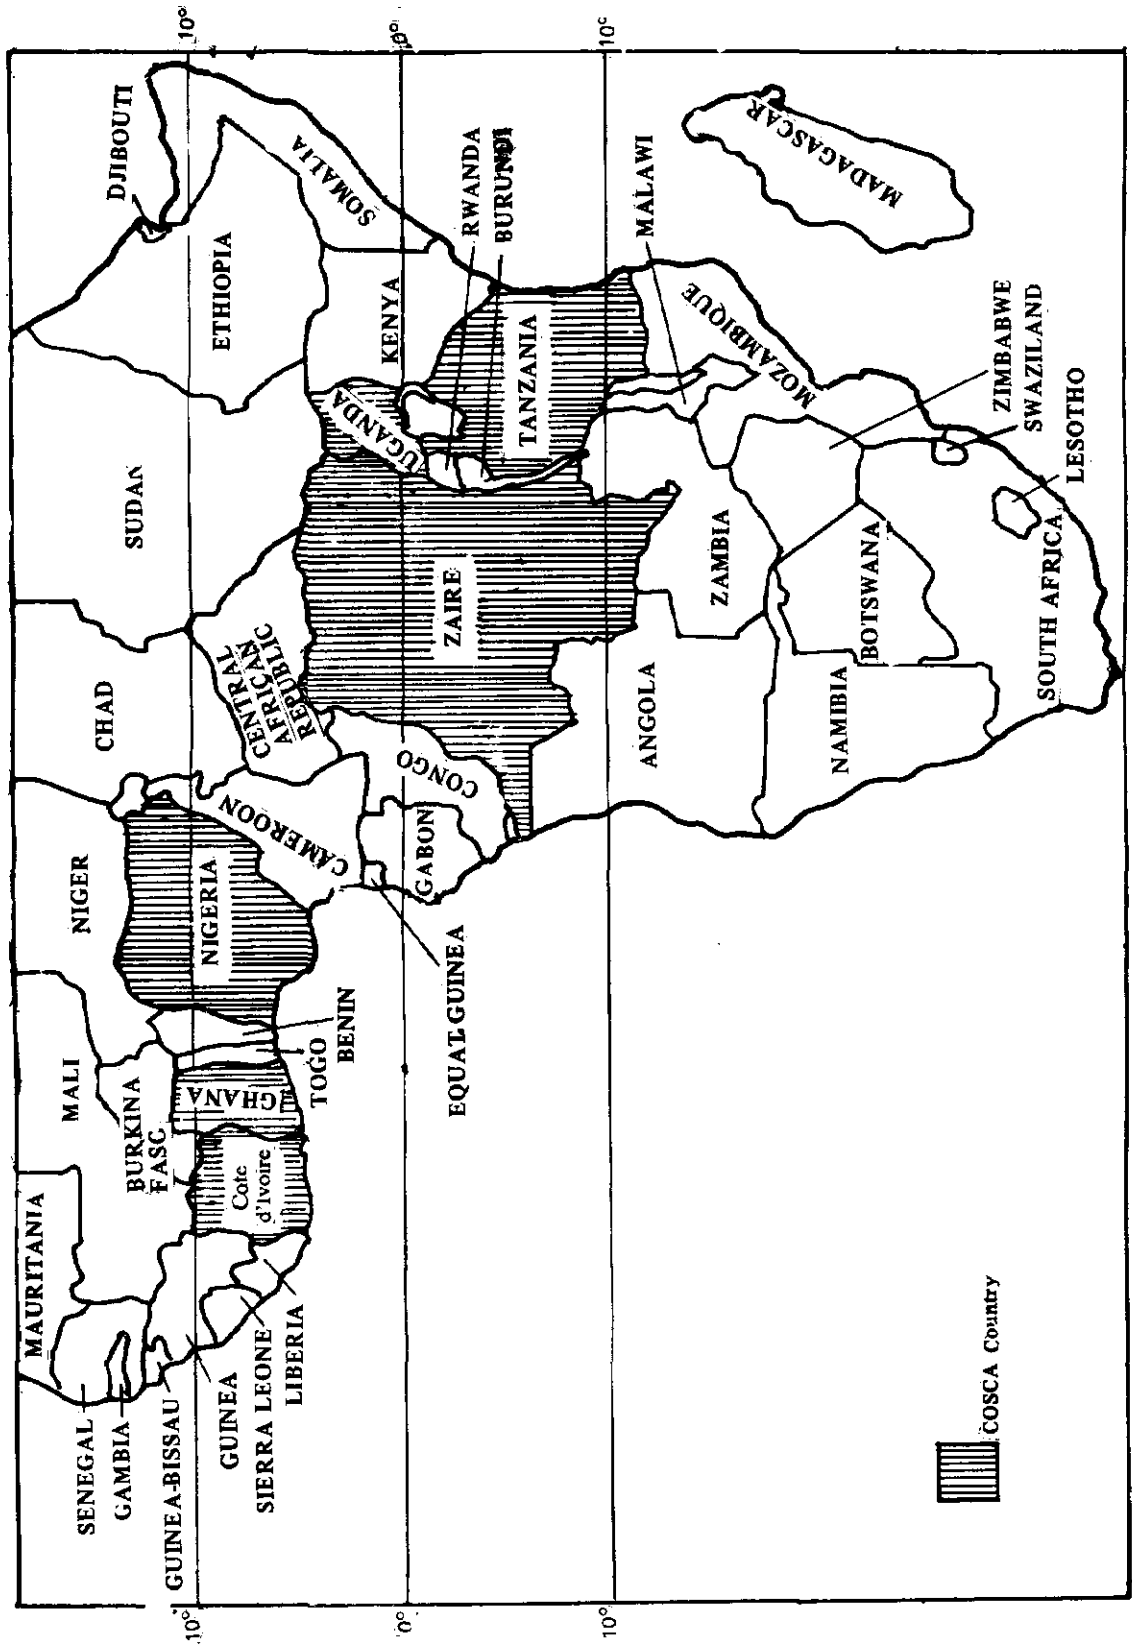 10°
0°
10°
DJIBOUTI
SOMALIA
ETHIOPIA
SUDAN
CHAD
NIGER
MALI
MAURITANIA
SENEGAL
GAMBIA
GUINEA-BISSAU
GUINEA
SIERRA LEONE
LIBERIA
Cote
d'Ivoire
BURKINA
FASC
GHANA
TOGO
BENIN
NIGERIA
CAMEROON
CENTRAL
AFRICAN
REPUBLIC
EQUAT. GUINEA
GABON
CONGO
ZAIRE
UGANDA
KENYA
RWANDA
BURUNDI
TANZANIA
MALAWI
MOZAMBIQUE
MADAGASCAR
ANGOLA
ZAMBIA
ZIMBABWE
SWAZILAND
LESOTHO
BOTSWANA
NAMIBIA
SOUTH AFRICA
COSCA Country
10°
0°
10°